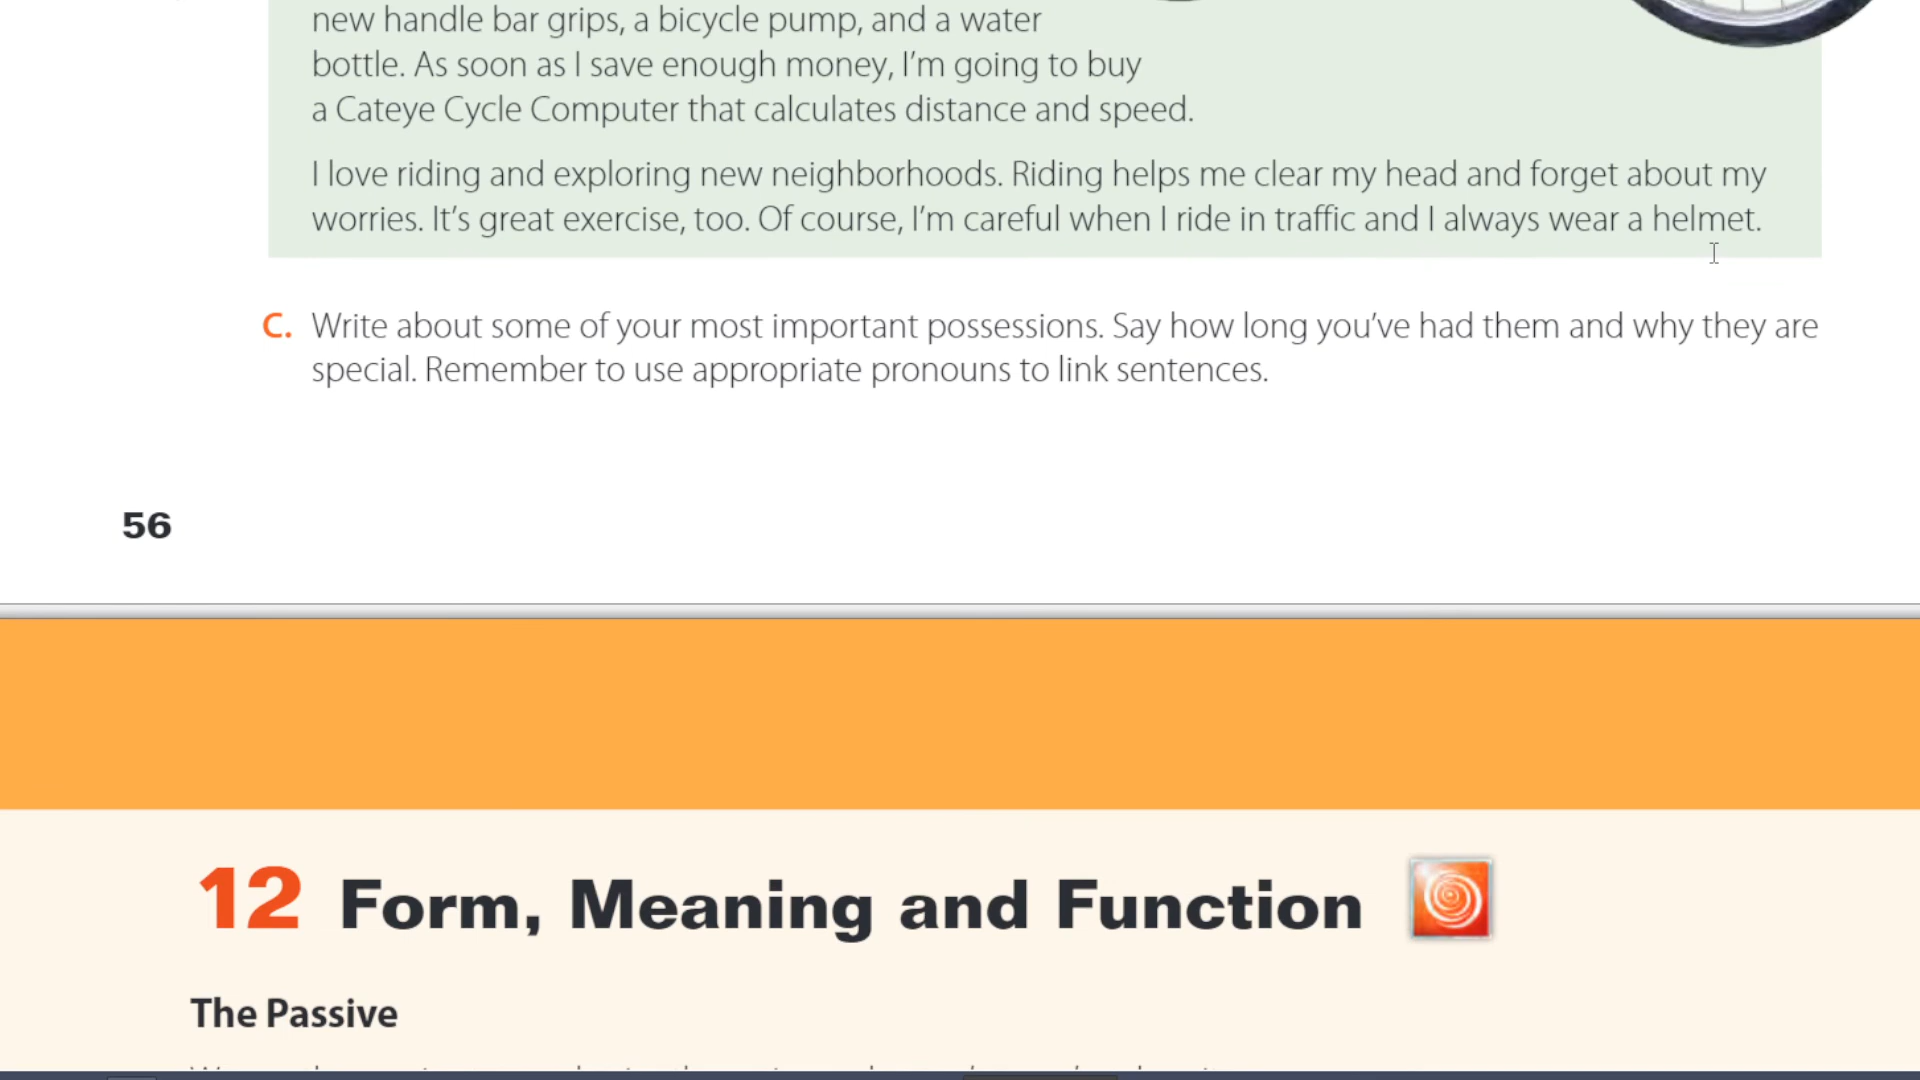 new handle bar grips, a bicycle pump, and a water
bottle. As soon as I save enough money, I’m going to buy
a Cateye Cycle Computer that calculates distance and speed.
I love riding and exploring new neighborhoods. Riding helps me clear my head and forget about my
worries. It’s great exercise, too. Of course, I’m careful when I ride in traffic and I always wear a helmet.
C. Write about some of your most important possessions. Say how long you’ve had them and why they are
special. Remember to use appropriate pronouns to link sentences.
56
12 Form, Meaning and Function
The Passive